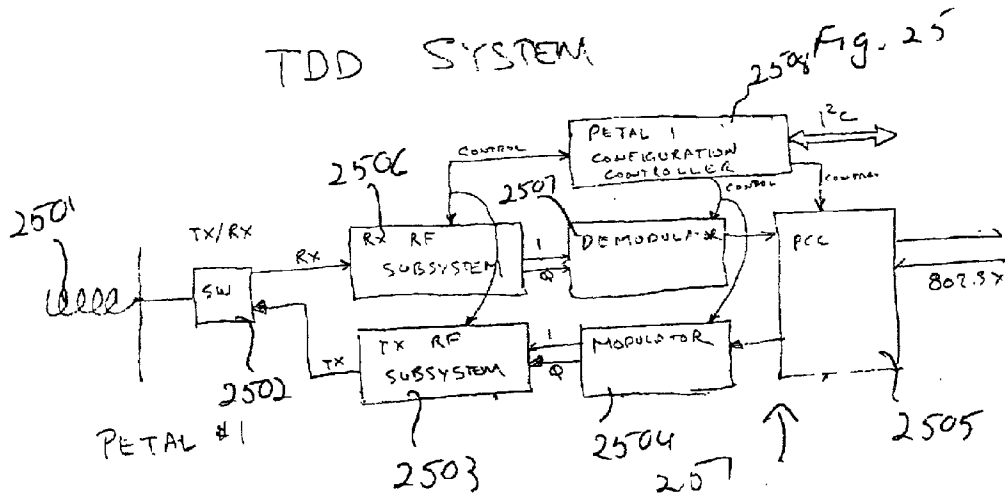 TDD SYSTEM
Fig. 25
2508
I²C
PETAL 1
CONFIGURATION
CONTROLLER
CONTROL
2506
2507
CONTROL
CONTROL
2501
TX/RX
RX
RX RF
SUBSYSTEM
I
Q
DEMODULATOR
PCC
SW
802.3X
TX
TX RF
SUBSYSTEM
I
Q
MODULATOR
2502
PETAL #1
2503
2504
2505